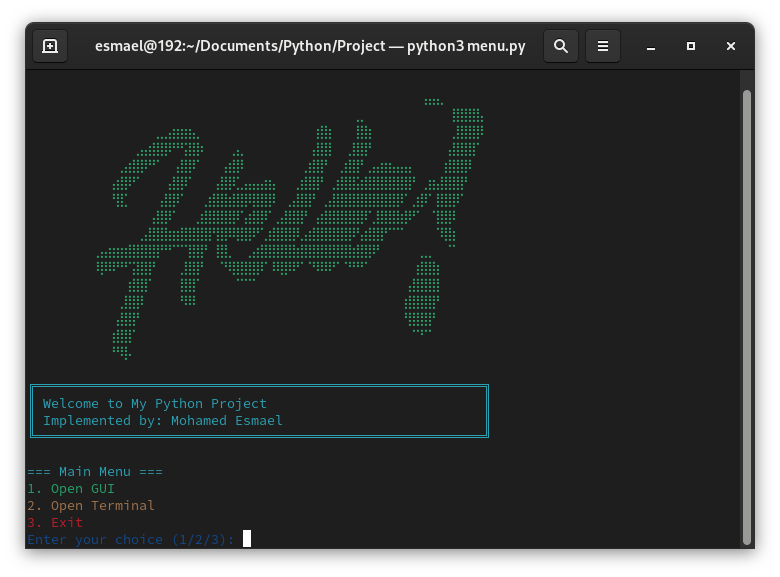 esmael@192:~/Documents/Python/Project — python3 menu.py
Hello!
Welcome to My Python Project
Implemented by: Mohamed Esmael
=== Main Menu ===
1. Open GUI
2. Open Terminal
3. Exit
Enter your choice (1/2/3):